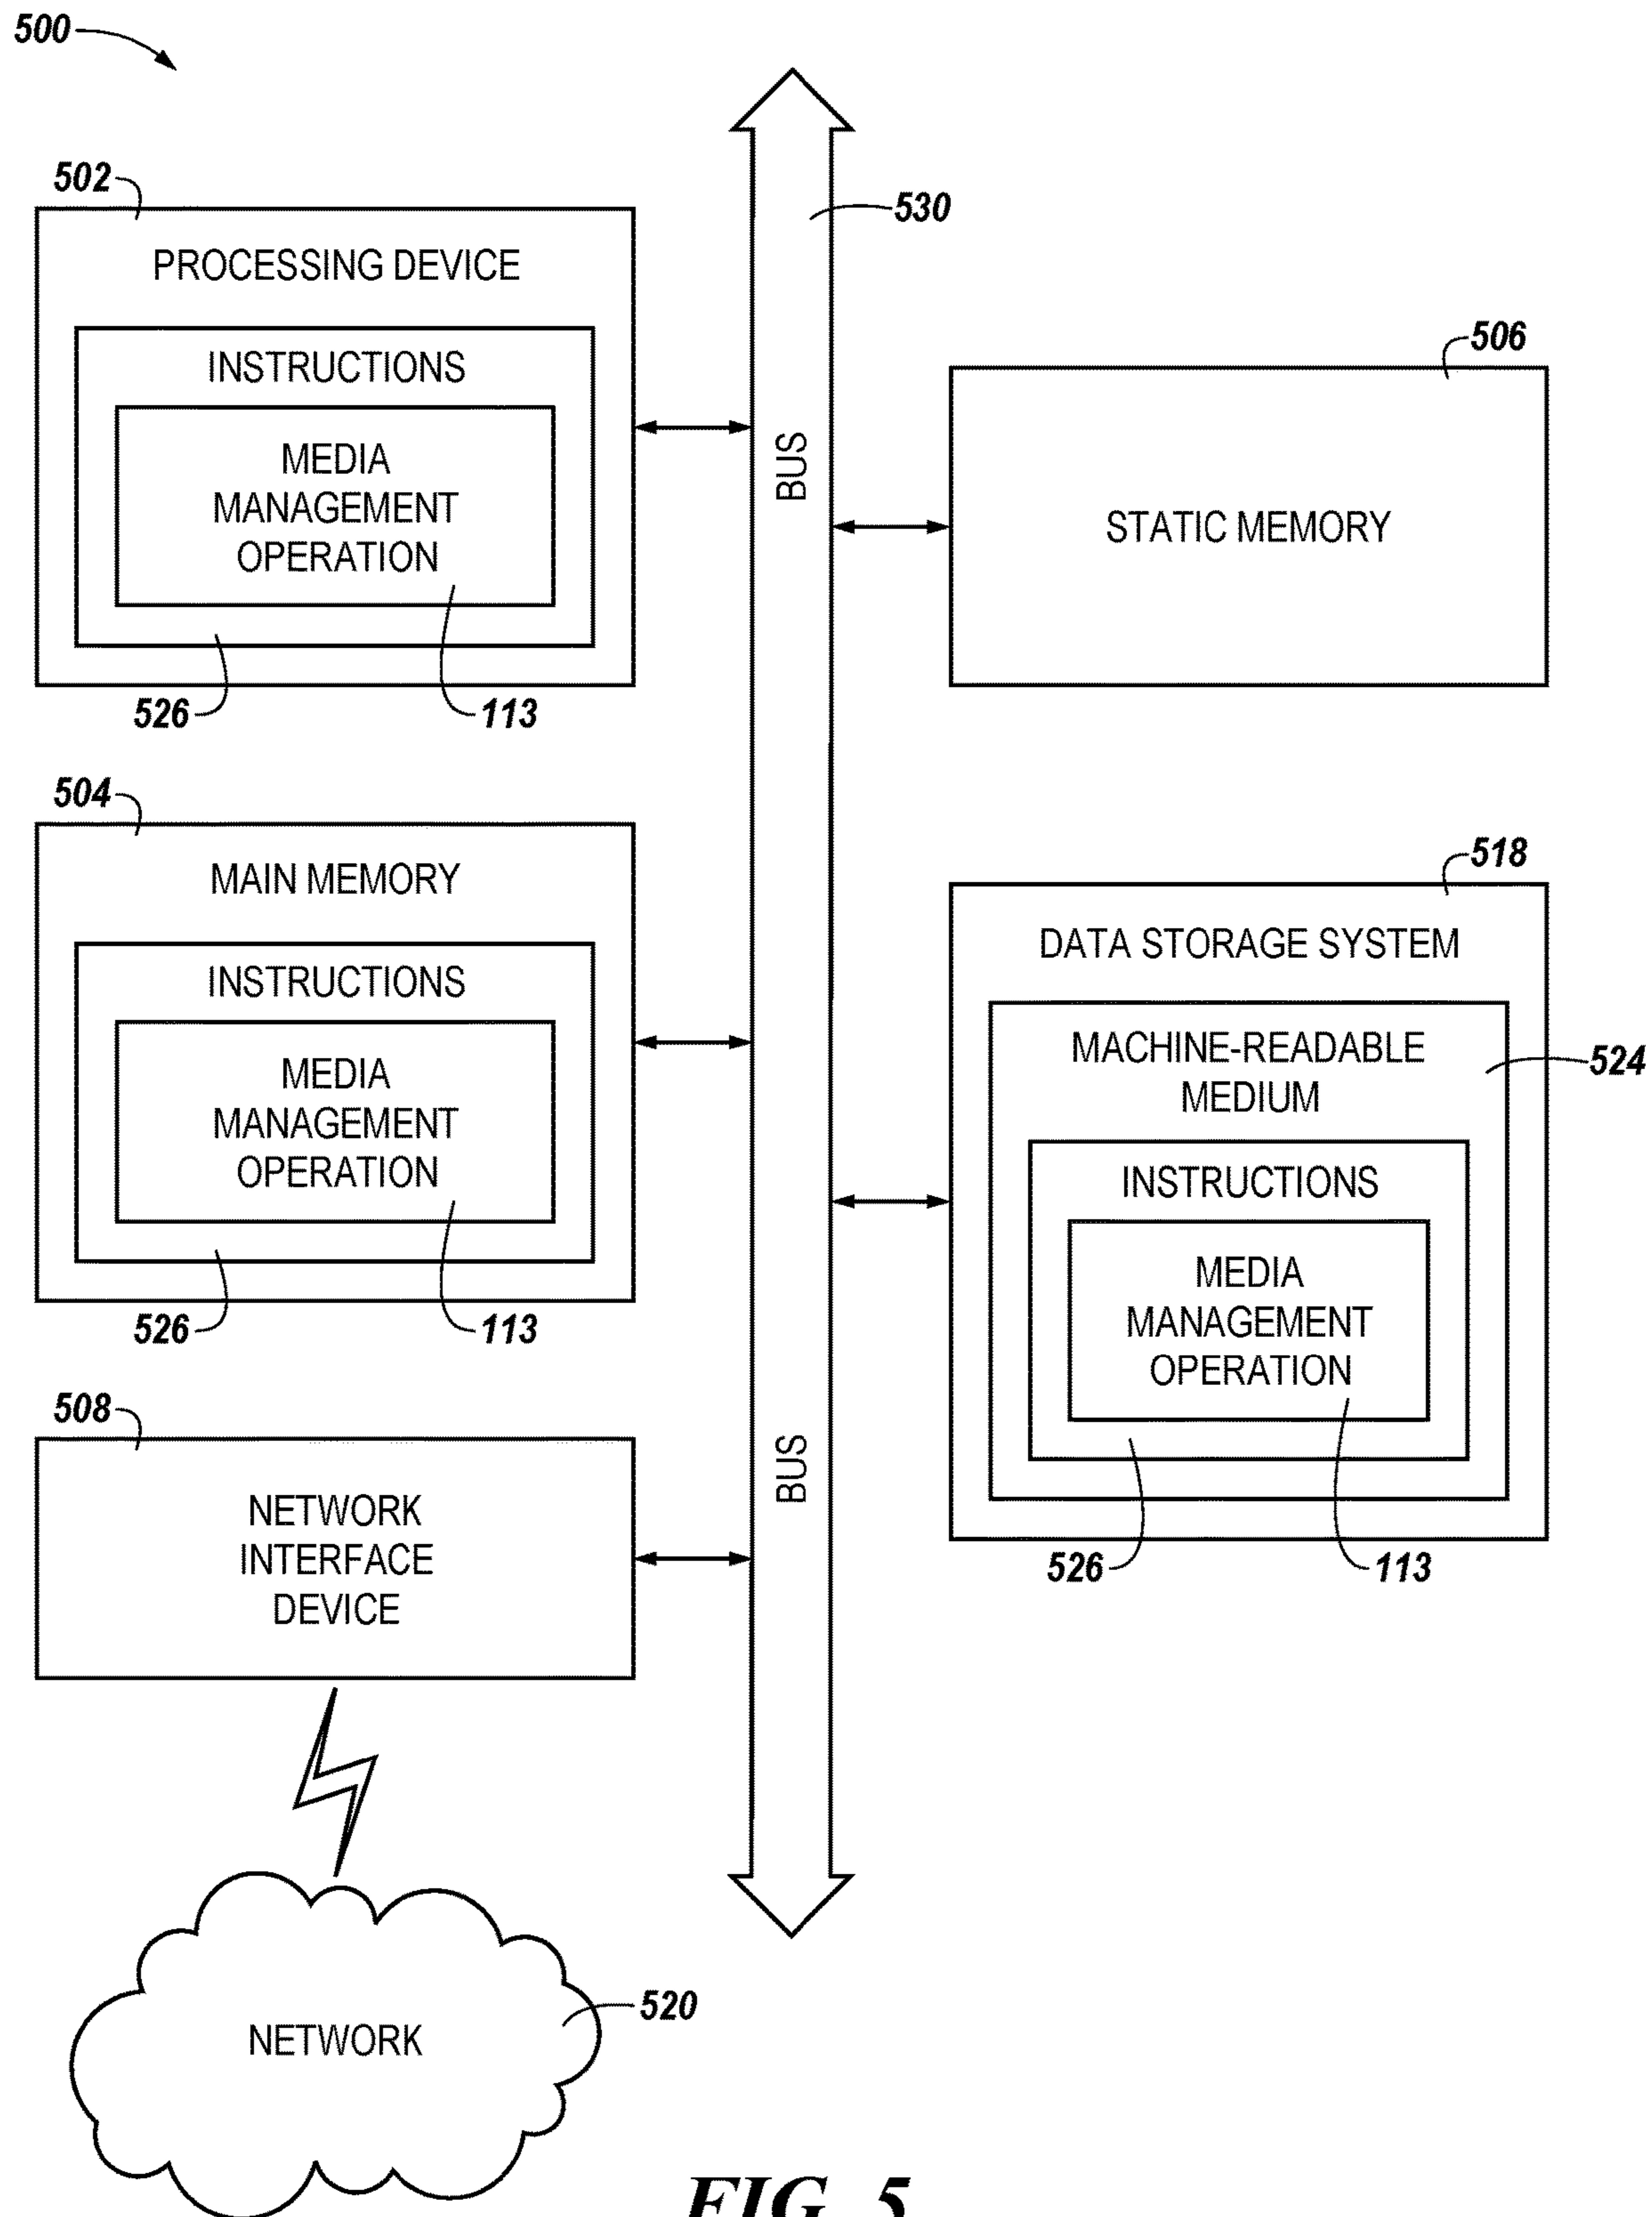 500
502
PROCESSING DEVICE
INSTRUCTIONS
MEDIA
MANAGEMENT
OPERATION
526
113
504
MAIN MEMORY
INSTRUCTIONS
MEDIA
MANAGEMENT
OPERATION
526
113
508
NETWORK
INTERFACE
DEVICE
NETWORK
520
530
BUS
BUS
506
STATIC MEMORY
518
DATA STORAGE SYSTEM
MACHINE-READABLE
MEDIUM
524
INSTRUCTIONS
MEDIA
MANAGEMENT
OPERATION
526
113
FIG. 5